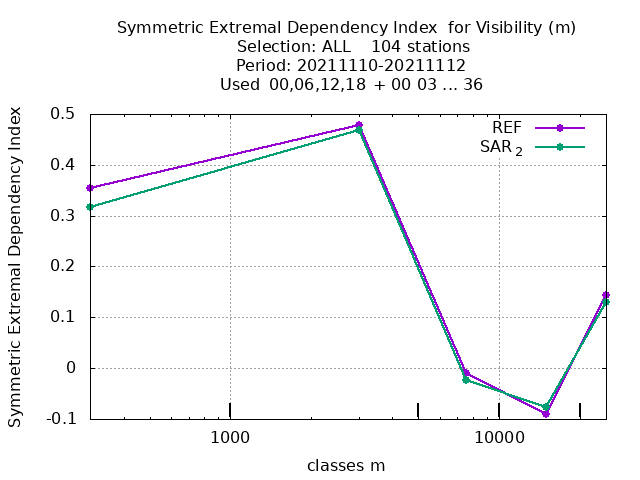 Symmetric Extremal Dependency Index  for Visibility (m)
Selection: ALL    104 stations
Period: 20211110-20211112
Used  00,06,12,18 + 00 03 ... 36
Symmetric Extremal Dependency Index
0.5
0.4
0.3
0.2
0.1
0
-0.1
REF
SAR 2
1000
10000
classes m